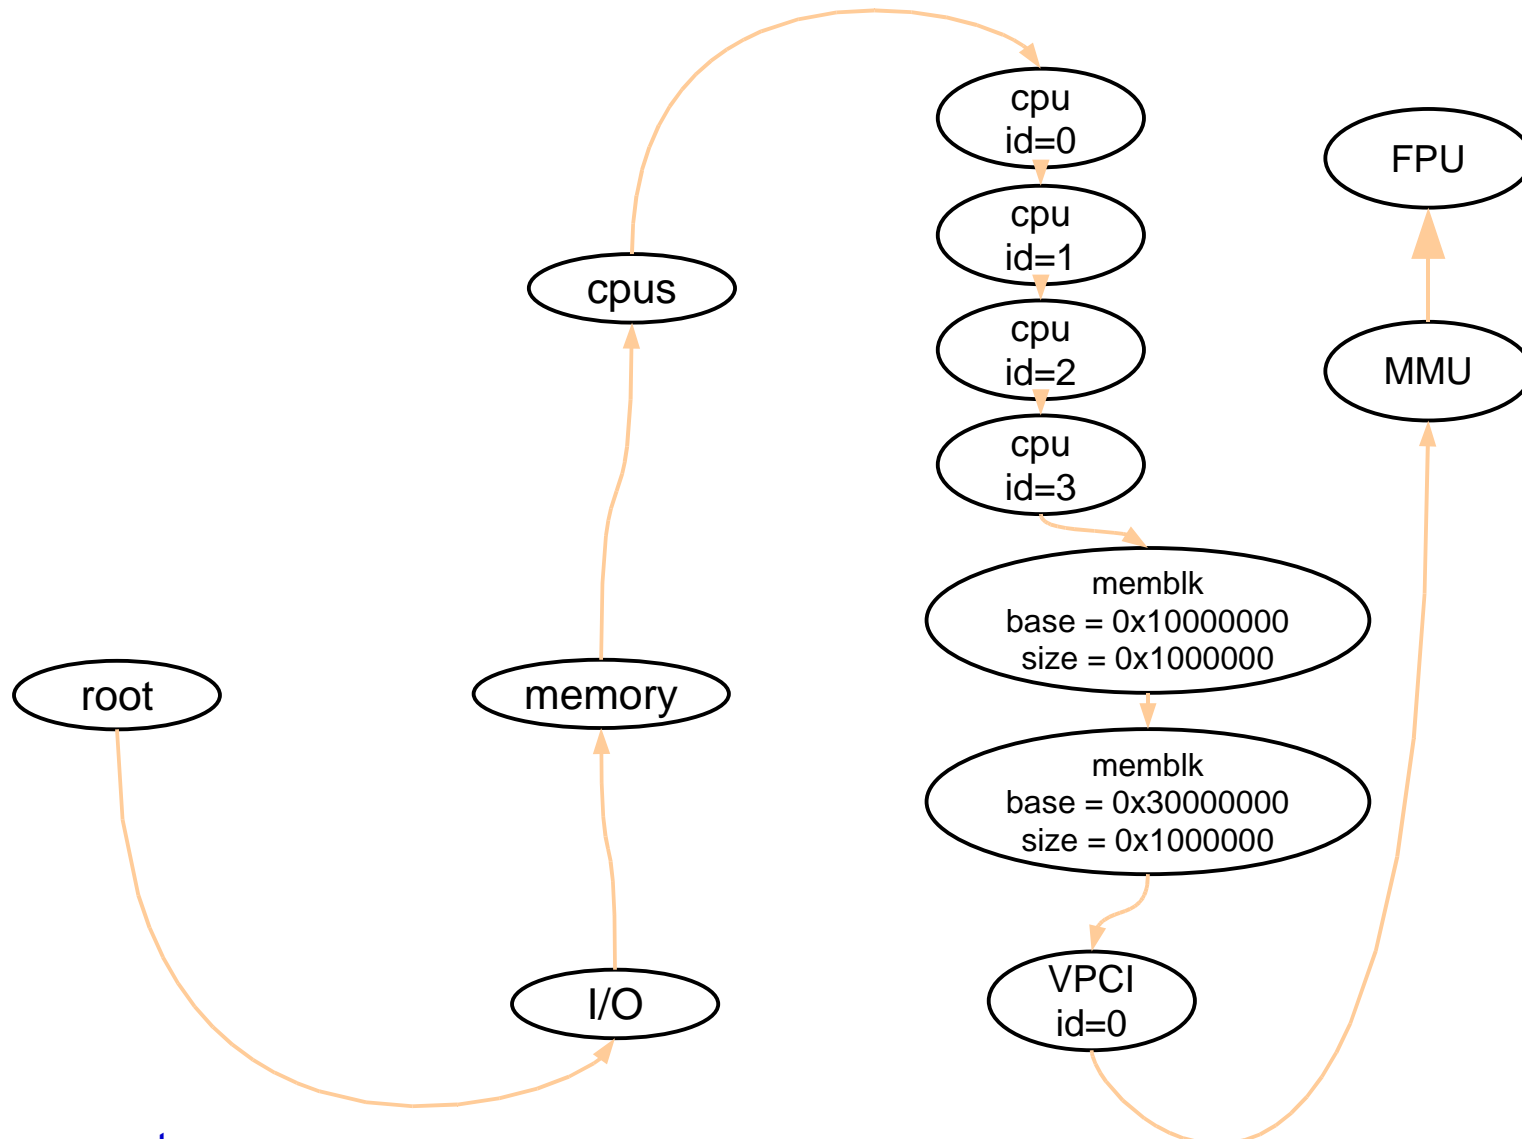 cpu
id=0
FPU
cpu
id=1
cpus
cpu
id=2
MMU
cpu
id=3
memblk
base = 0x10000000
size = 0x1000000
root
memory
memblk
base = 0x30000000
size = 0x1000000
I/O
VPCI
id=0